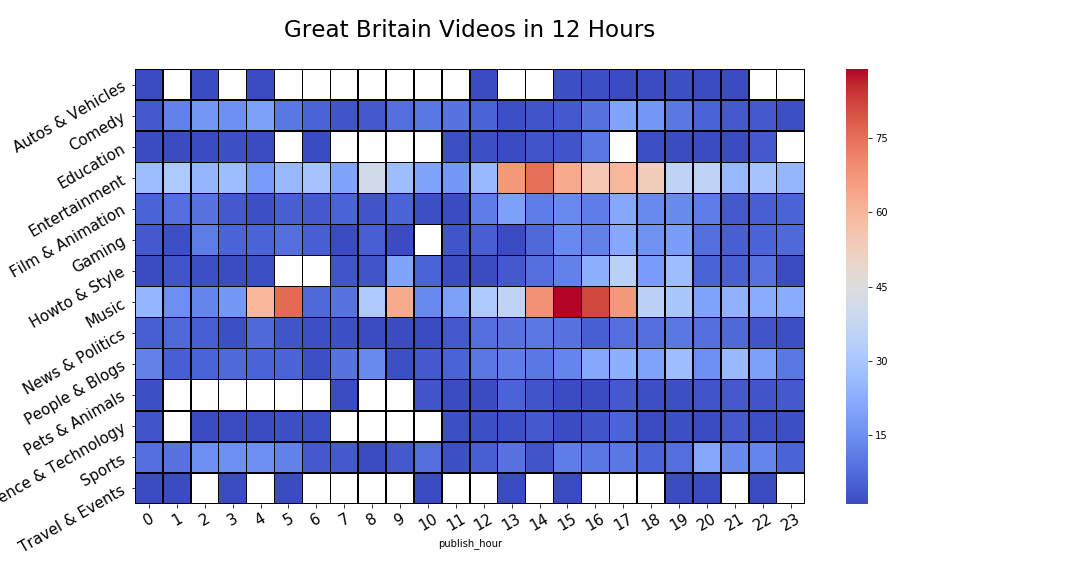 Great Britain Videos in 12 Hours
Autos & Vehicles
Comedy
Education
Entertainment
Film & Animation
Gaming
Howto & Style
Music
News & Politics
People & Blogs
Pets & Animals
ence & Technology
Sports
Travel & Events
0 1 2 3 4 5 6 7 8 9 10 11 12 13 14 15 16 17 18 19 20 21 22 23
publish_hour
75
60
45
30
15